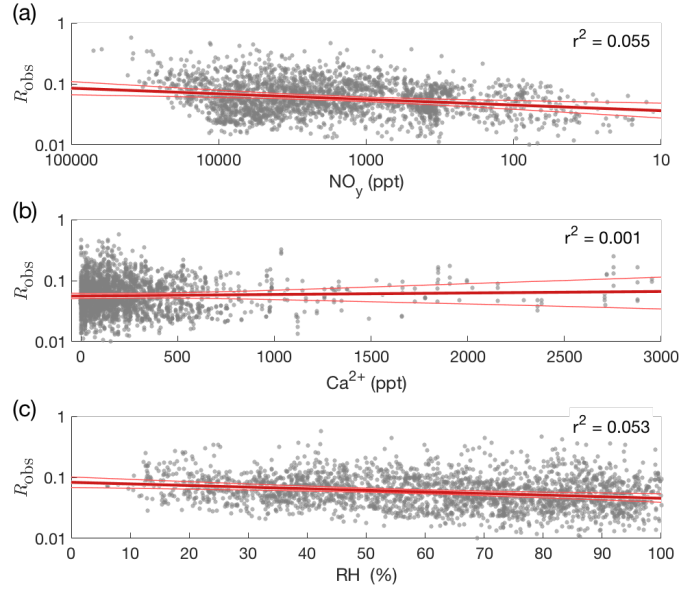 (a)
r² = 0.055
1
0.1
0.01
R_obs
100000 10000 1000 100 10
NO_y (ppt)
(b)
r² = 0.001
1
0.1
0.01
R_obs
0 500 1000 1500 2000 2500 3000
Ca²⁺ (ppt)
(c)
r² = 0.053
1
0.1
0.01
R_obs
0 10 20 30 40 50 60 70 80 90 100
RH (%)